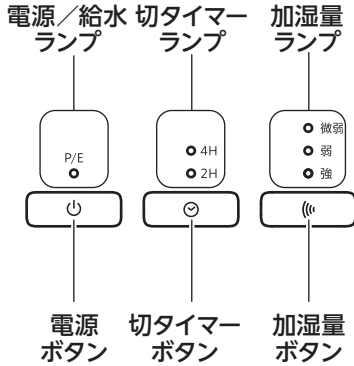 電源／給水 切タイマー 加湿量
ランプ ランプ ランプ
P/E
4H
2H
微弱
弱
強
電源 切タイマー 加湿量
ボタン ボタン ボタン